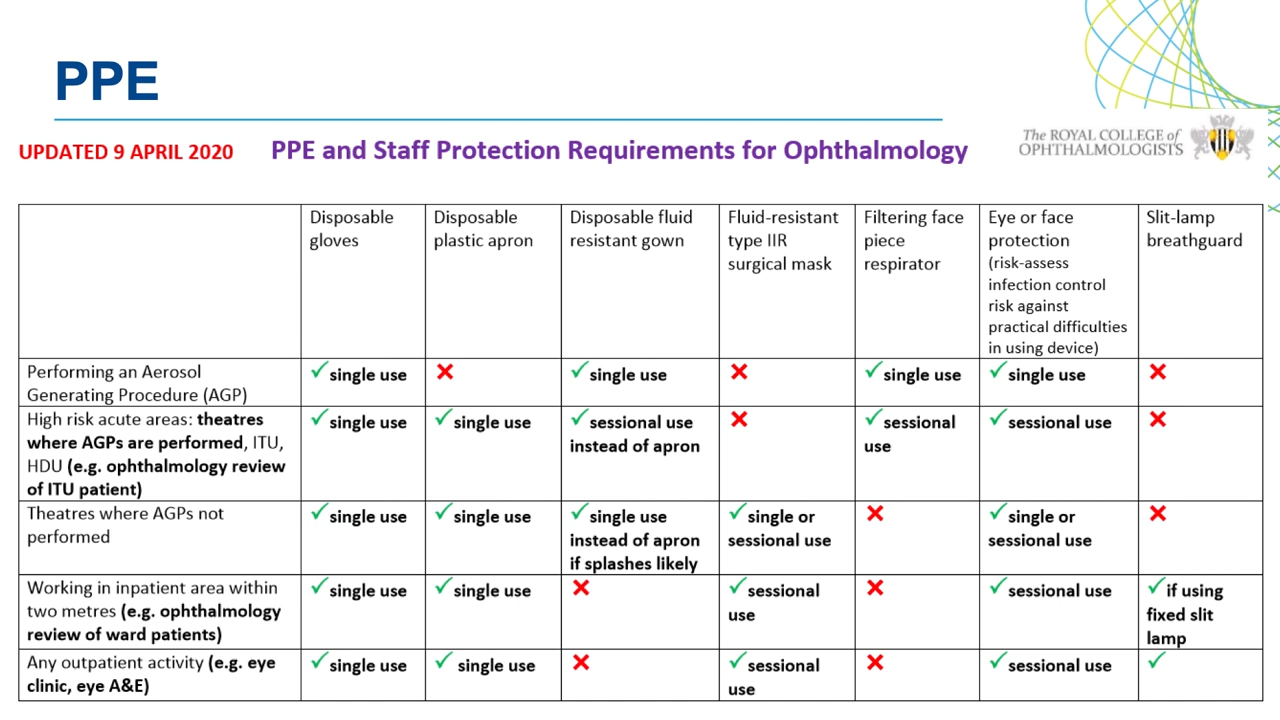 PPE
UPDATED 9 APRIL 2020
PPE and Staff Protection Requirements for Ophthalmology
The ROYAL COLLEGE of
OPHTHALMOLOGISTS
Disposable
gloves
Disposable
plastic apron
Disposable fluid
resistant gown
Fluid-resistant
type IIR
surgical mask
Filtering face
piece
respirator
Eye or face
protection
(risk-assess
infection control
risk against
practical difficulties
in using device)
Slit-lamp
breathguard
Performing an Aerosol
Generating Procedure (AGP)
✓single use
✕
✓single use
✕
✓single use
✓single use
✕
High risk acute areas: theatres
where AGPs are performed, ITU,
HDU (e.g. ophthalmology review
of ITU patient)
✓single use
✓single use
✓sessional use
instead of apron
✕
✓sessional
use
✓sessional use
✕
Theatres where AGPs not
performed
✓single use
✓single use
✓single use
instead of apron
if splashes likely
✓single or
sessional use
✕
✓single or
sessional use
✕
Working in inpatient area within
two metres (e.g. ophthalmology
review of ward patients)
✓single use
✓single use
✕
✓sessional
use
✕
✓sessional use
✓if using
fixed slit
lamp
Any outpatient activity (e.g. eye
clinic, eye A&E)
✓single use
✓ single use
✕
✓sessional
use
✕
✓sessional use
✓